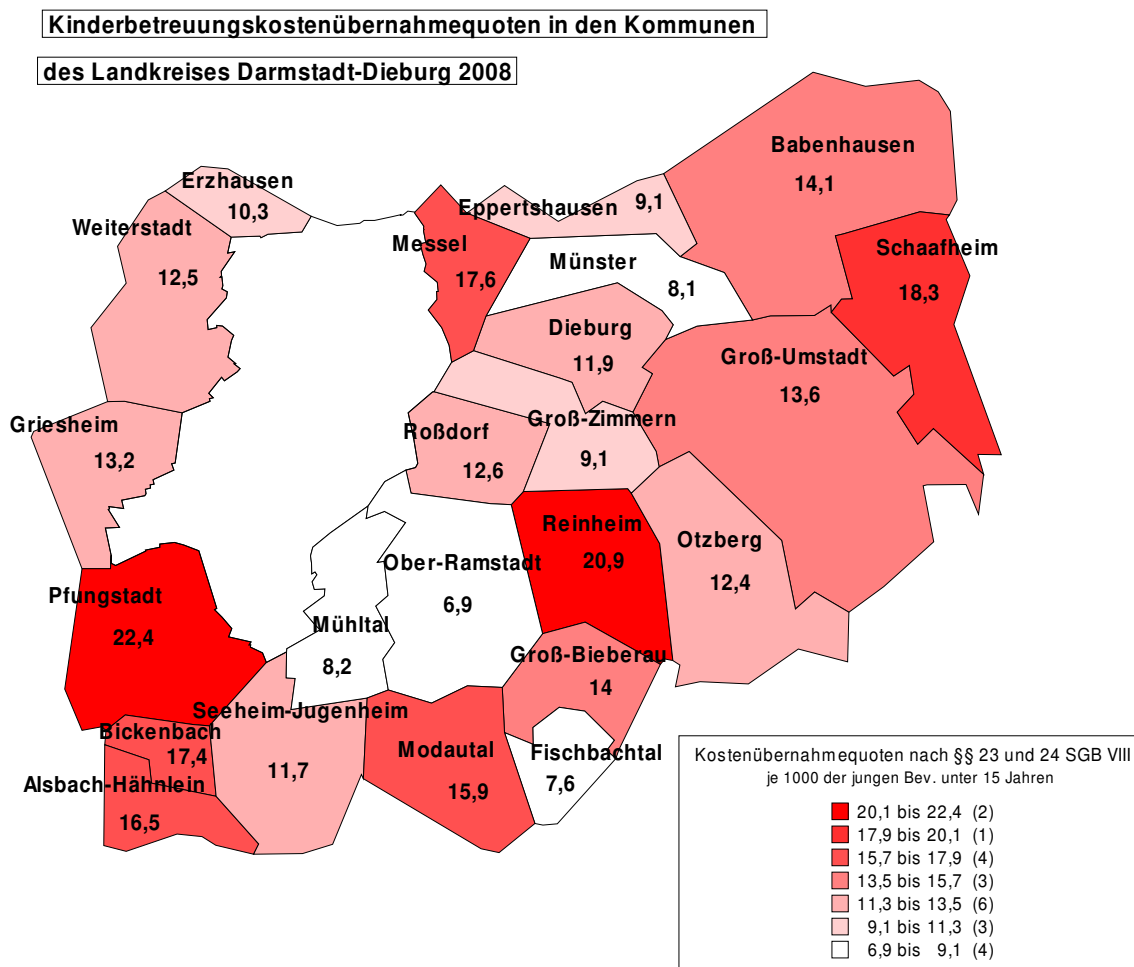 Kinderbetreuungskostenübernahmequoten in den Kommunen
des Landkreises Darmstadt-Dieburg 2008
Babenhausen
14,1
Erzhausen
10,3
Eppertshausen
9,1
Weiterstadt
12,5
Messel
17,6
Münster
8,1
Schaafheim
18,3
Dieburg
11,9
Groß-Umstadt
13,6
Griesheim
13,2
Roßdorf
12,6
Groß-Zimmern
9,1
Reinheim
20,9
Otzberg
12,4
Ober-Ramstadt
6,9
Pfungstadt
22,4
Mühltal
8,2
Groß-Bieberau
14
Seeheim-Jugenheim
11,7
Bickenbach
17,4
Modautal
15,9
Fischbachtal
7,6
Alsbach-Hähnlein
16,5
Kostenübernahmequoten nach §§ 23 und 24 SGB VIII
je 1000 der jungen Bev. unter 15 Jahren
20,1 bis 22,4 (2)
17,9 bis 20,1 (1)
15,7 bis 17,9 (4)
13,5 bis 15,7 (3)
11,3 bis 13,5 (6)
9,1 bis 11,3 (3)
6,9 bis 9,1 (4)